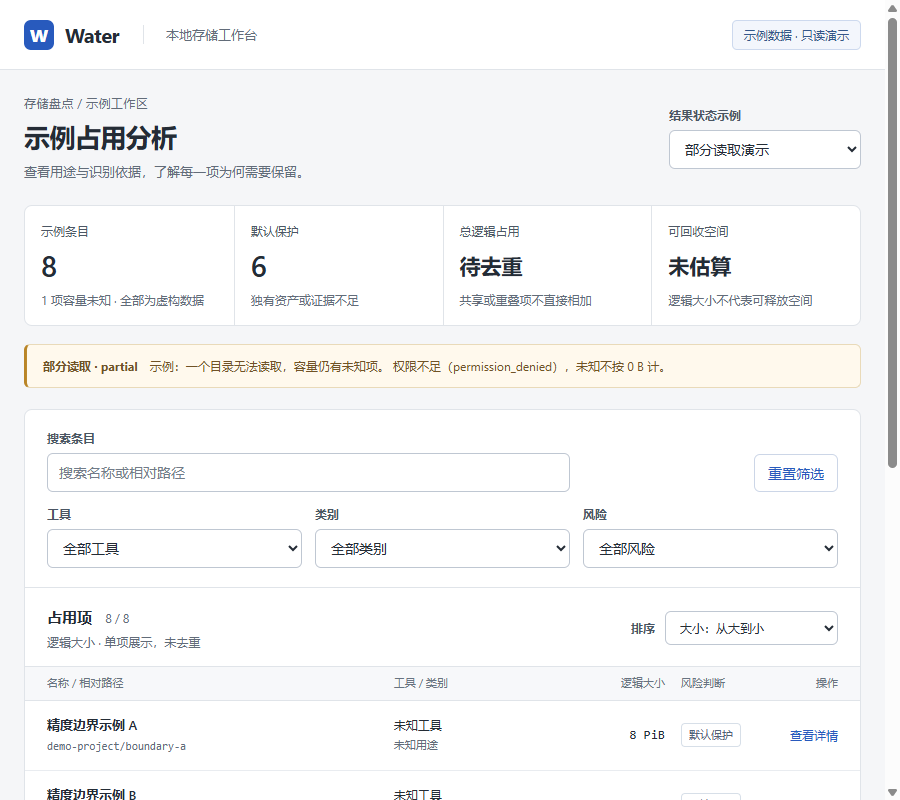 W Water 本地存储工作台 示例数据 · 只读演示
存储盘点 / 示例工作区
示例占用分析
查看用途与识别依据，了解每一项为何需要保留。
结果状态示例
部分读取演示
示例条目
8
1 项容量未知 · 全部为虚构数据
默认保护
6
独有资产或证据不足
总逻辑占用
待去重
共享或重叠项不直接相加
可回收空间
未估算
逻辑大小不代表可释放空间
部分读取 · partial 示例：一个目录无法读取，容量仍有未知项。 权限不足（permission_denied），未知不按 0 B 计。
搜索条目
搜索名称或相对路径
重置筛选
工具 类别 风险
全部工具 全部类别 全部风险
占用项 8 / 8
逻辑大小 · 单项展示，未去重
排序 大小：从大到小
名称 / 相对路径 工具 / 类别 逻辑大小 风险判断 操作
精度边界示例 A
demo-project/boundary-a
未知工具
未知用途
8 PiB 默认保护 查看详情
精度边界示例 B 未知工具